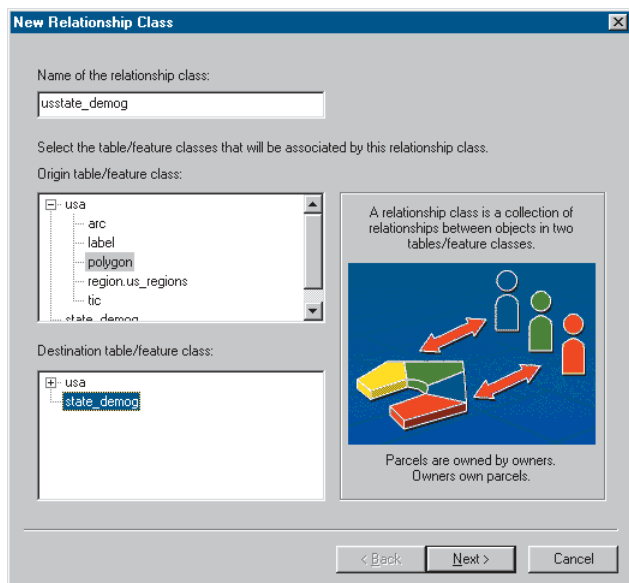 New Relationship Class
Name of the relationship class:
usstate_demog
Select the table/feature classes that will be associated by this relationship class.
Origin table/feature class:
usa
arc
label
polygon
region.us_regions
tic
state_demog
Destination table/feature class:
usa
state_demog
A relationship class is a collection of
relationships between objects in two
tables/feature classes.
Parcels are owned by owners.
Owners own parcels.
< Back
Next >
Cancel